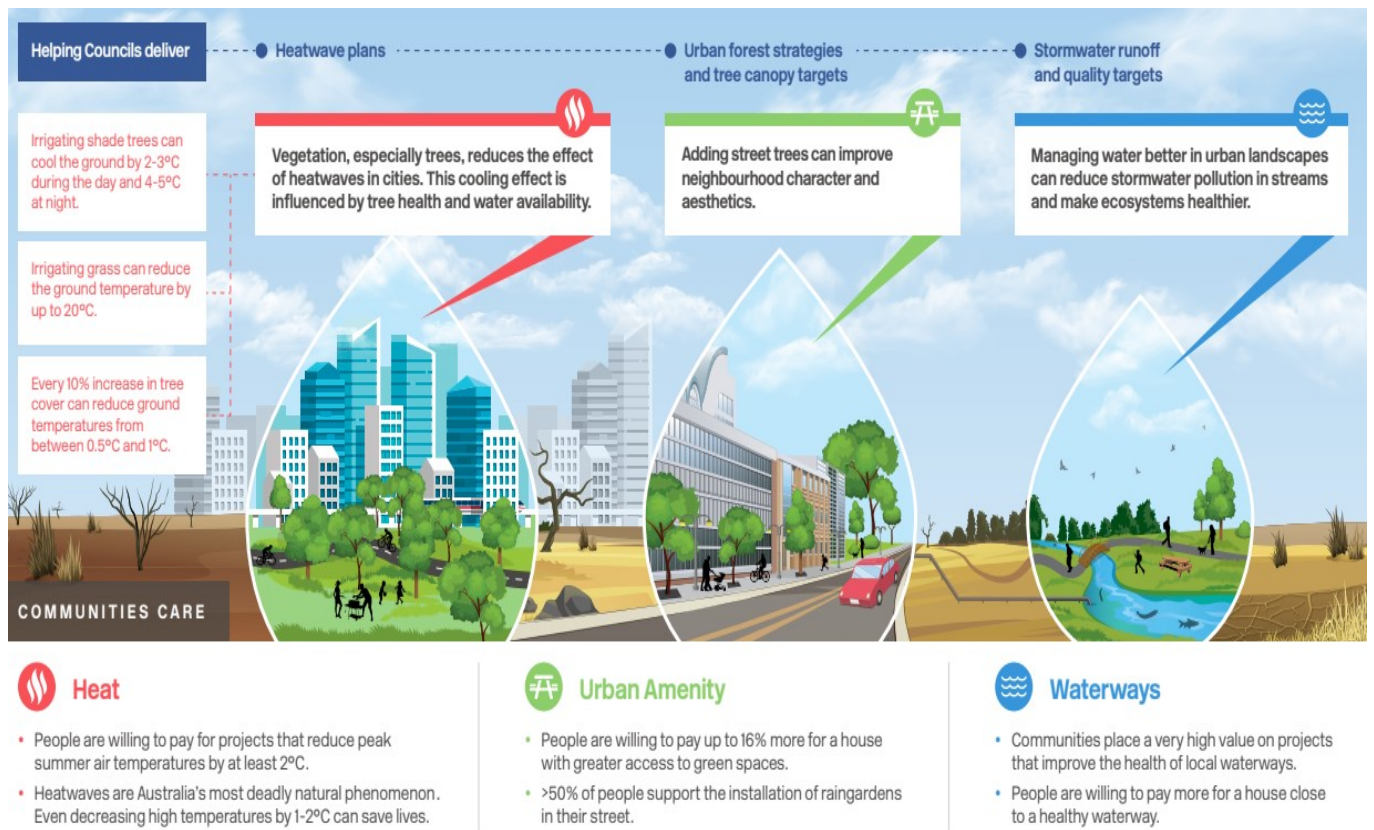 Helping Councils deliver
Heatwave plans
Urban forest strategies
and tree canopy targets
Stormwater runoff
and quality targets
Irrigating shade trees can
cool the ground by 2-3ºC
during the day and 4-5ºC
at night.
Irrigating grass can reduce
the ground temperature by
up to 20ºC.
Every 10% increase in tree
cover can reduce ground
temperatures from
between 0.5ºC and 1ºC.
Vegetation, especially trees, reduces the effect
of heatwaves in cities. This cooling effect is
influenced by tree health and water availability.
Adding street trees can improve
neighbourhood character and
aesthetics.
Managing water better in urban landscapes
can reduce stormwater pollution in streams
and make ecosystems healthier.
COMMUNITIES CARE
Heat
• People are willing to pay for projects that reduce peak
summer air temperatures by at least 2ºC.
• Heatwaves are Australia's most deadly natural phenomenon.
Even decreasing high temperatures by 1-2ºC can save lives.
Urban Amenity
• People are willing to pay up to 16% more for a house
with greater access to green spaces.
• >50% of people support the installation of raingardens
in their street.
Waterways
• Communities place a very high value on projects
that improve the health of local waterways.
• People are willing to pay more for a house close
to a healthy waterway.